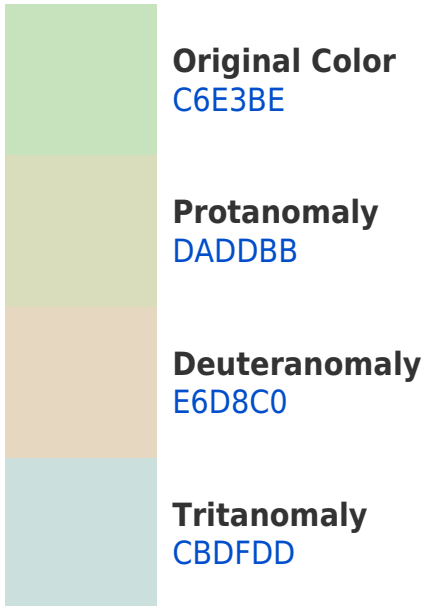 Original Color
C6E3BE
Protanomaly
DADDBB
Deuteranomaly
E6D8C0
Tritanomaly
CBDFDD